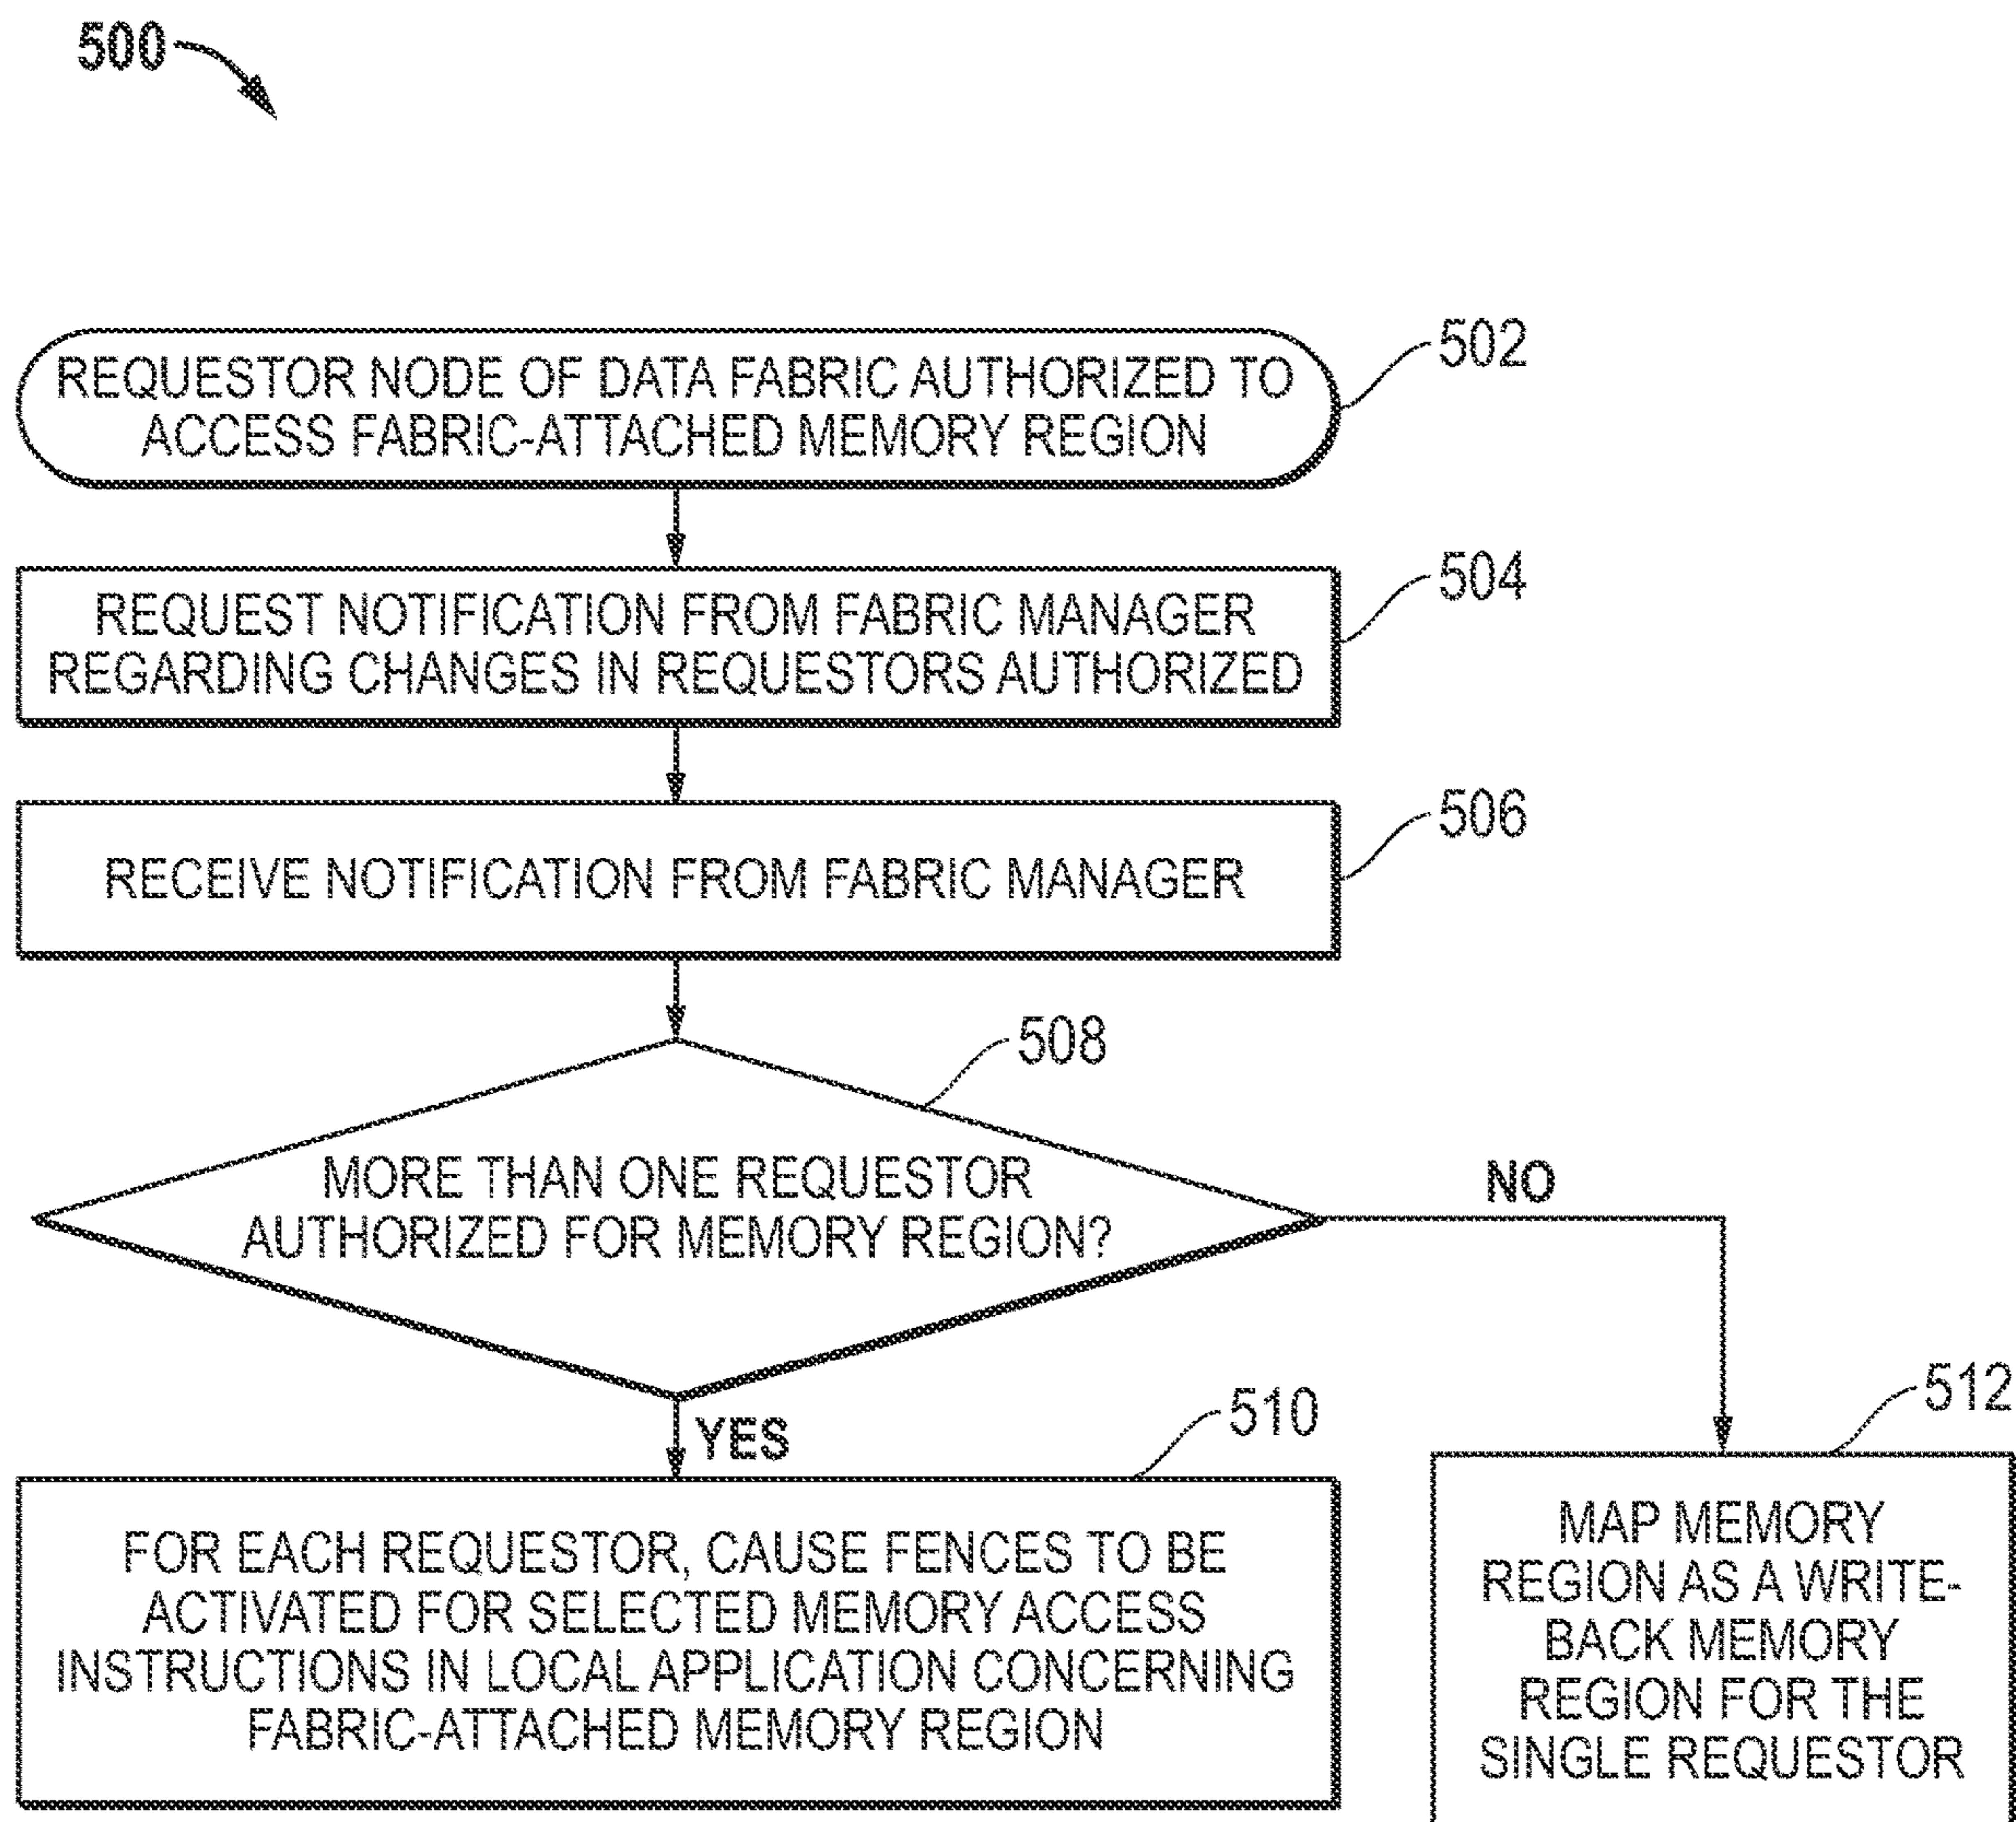 500
REQUESTOR NODE OF DATA FABRIC AUTHORIZED TO
ACCESS FABRIC-ATTACHED MEMORY REGION
502
REQUEST NOTIFICATION FROM FABRIC MANAGER
REGARDING CHANGES IN REQUESTORS AUTHORIZED
504
RECEIVE NOTIFICATION FROM FABRIC MANAGER
506
508
MORE THAN ONE REQUESTOR
AUTHORIZED FOR MEMORY REGION?
NO
YES
510
FOR EACH REQUESTOR, CAUSE FENCES TO BE
ACTIVATED FOR SELECTED MEMORY ACCESS
INSTRUCTIONS IN LOCAL APPLICATION CONCERNING
FABRIC-ATTACHED MEMORY REGION
512
MAP MEMORY
REGION AS A WRITE-
BACK MEMORY
REGION FOR THE
SINGLE REQUESTOR